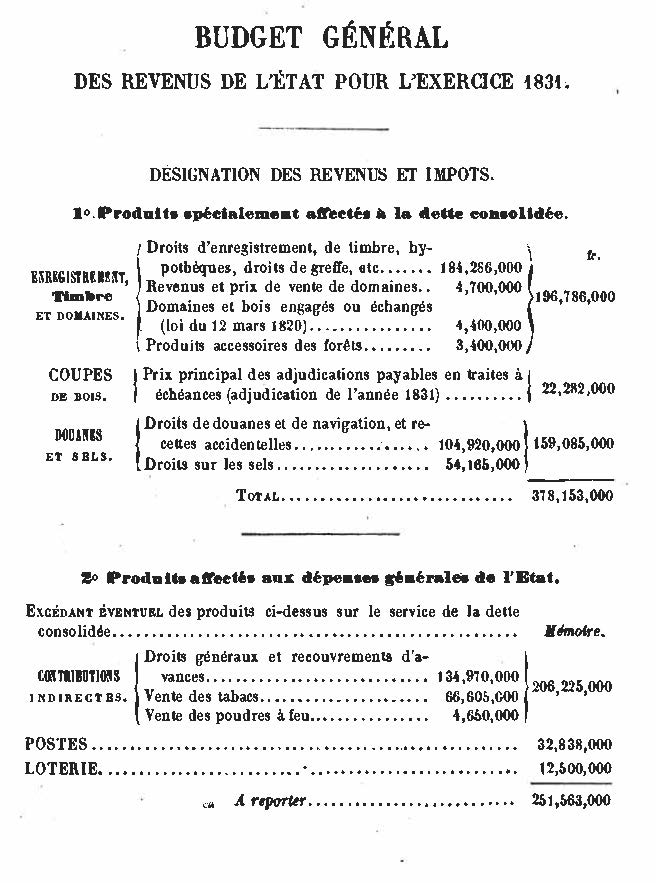 BUDGET GÉNÉRAL
DES REVENUS DE L'ÉTAT POUR L'EXERCICE 1831.
DÉSIGNATION DES REVENUS ET IMPOTS.
1º. Produits spécialement affectés à la dette consolidée.
fr.
ENREGISTREMENT,
Timbre
ET DOMAINES.
Droits d'enregistrement, de timbre, hy-
pothèques, droits de greffe, etc....... 184,286,000
Revenus et prix de vente de domaines.. 4,700,000
Domaines et bois engagés ou échangés
(loi du 12 mars 1820)................ 4,400,000
Produits accessoires des forêts......... 3,400,000
196,786,000
COUPES
DE BOIS.
Prix principal des adjudications payables en traites à
échéances (adjudication de l'année 1831) ..........
22,282,000
DOUANES
ET SELS.
Droits de douanes et de navigation, et re-
cettes accidentelles.................. 104,920,000
Droits sur les sels.................... 54,165,000
159,085,000
TOTAL.............................. 378,153,000
2º Produits affectés aux dépenses générales de l'Etat.
EXCÉDANT ÉVENTUEL des produits ci-dessus sur le service de la dette
consolidée.................................................... Mémoire.
CONTRIBUTIONS
INDIRECTES.
Droits généraux et recouvrements d'a-
vances............................. 134,970,000
Vente des tabacs...................... 66,605,000
Vente des poudres à feu................ 4,650,000
206,225,000
POSTES ....................................................... 32,838,000
LOTERIE. ..................................................... 12,500,000
A reporter........................... 251,563,000